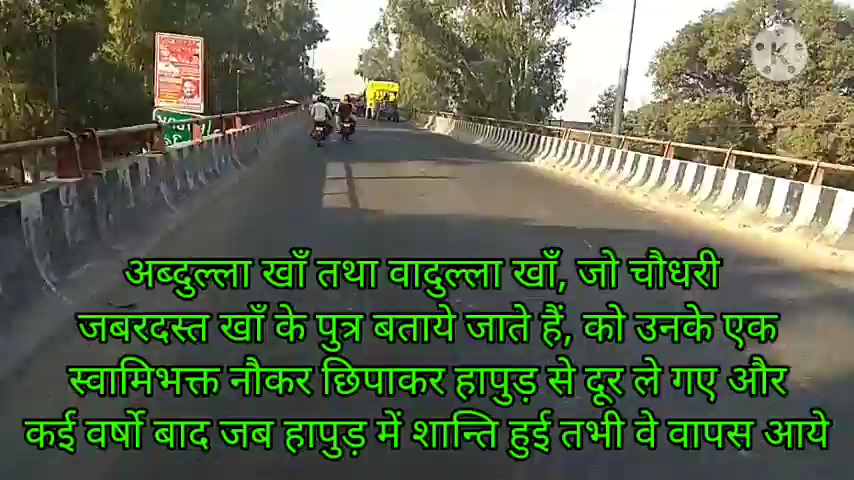 K
अब्दुल्ला खाँ तथा वादुल्ला खाँ, जो चौधरी
जबरदस्त खाँ के पुत्र बताये जाते हैं, को उनके एक
स्वामिभक्त नौकर छिपाकर हापुड़ से दूर ले गए और
कई वर्षो बाद जब हापुड़ में शान्ति हुई तभी वे वापस आये